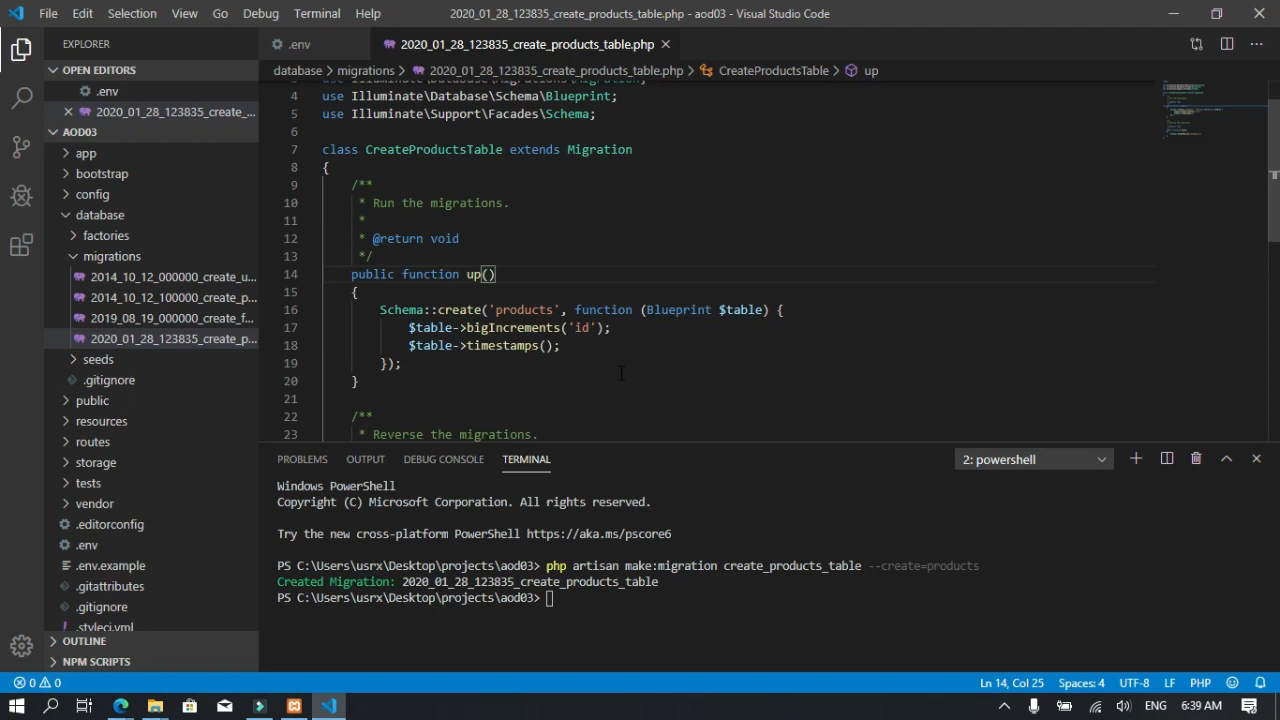 File Edit Selection View Go Debug Terminal Help 2020_01_28_123835_create_products_table.php - aod03 - Visual Studio Code
EXPLORER
.env
2020_01_28_123835_create_products_table.php
OPEN EDITORS
.env
2020_01_28_123835_create_...
AOD03
app
bootstrap
config
database
factories
migrations
2014_10_12_000000_create_u...
2014_10_12_100000_create_p...
2019_08_19_000000_create_f...
2020_01_28_123835_create_p...
seeds
.gitignore
public
resources
routes
storage
tests
vendor
.editorconfig
.env
.env.example
.gitattributes
.gitignore
.styleci.yml
OUTLINE
NPM SCRIPTS
database > migrations > 2020_01_28_123835_create_products_table.php > CreateProductsTable > up
use Illuminate\Database\Migrations\Migration;
4 use Illuminate\Database\Schema\Blueprint;
5 use Illuminate\Support\Facades\Schema;
6
7 class CreateProductsTable extends Migration
8 {
9 /**
10 * Run the migrations.
11 *
12 * @return void
13 */
14 public function up()
15 {
16 Schema::create('products', function (Blueprint $table) {
17 $table->bigIncrements('id');
18 $table->timestamps();
19 });
20 }
21
22 /**
23 * Reverse the migrations.
PROBLEMS OUTPUT DEBUG CONSOLE TERMINAL 2: powershell
Windows PowerShell
Copyright (C) Microsoft Corporation. All rights reserved.
Try the new cross-platform PowerShell https://aka.ms/pscore6
PS C:\Users\usrx\Desktop\projects\aod03> php artisan make:migration create_products_table --create=products
Created Migration: 2020_01_28_123835_create_products_table
PS C:\Users\usrx\Desktop\projects\aod03>
0 0 Ln 14, Col 25 Spaces: 4 UTF-8 LF PHP
ENG 6:39 AM